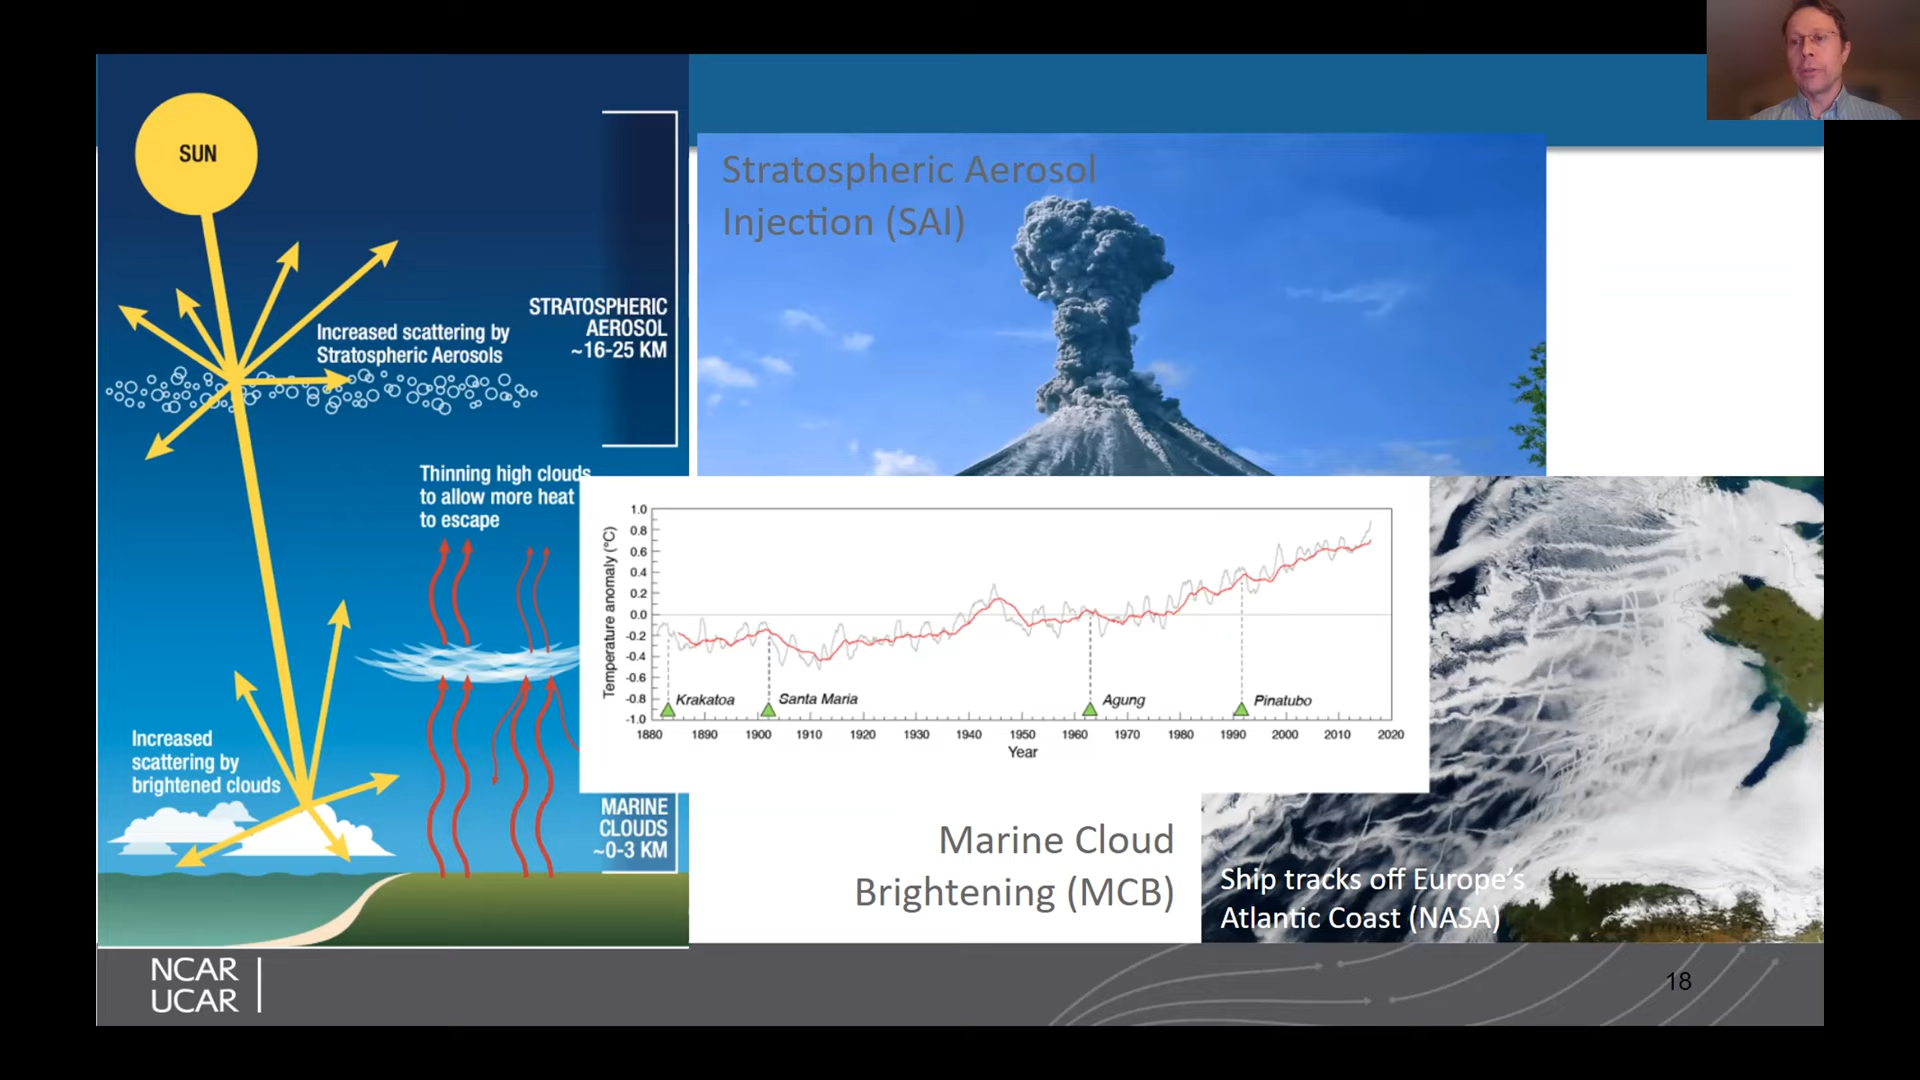 SUN
Increased scattering by
Stratospheric Aerosols
STRATOSPHERIC
AEROSOL
~16-25 KM
Thinning high clouds
to allow more heat
to escape
Increased
scattering by
brightened clouds
MARINE
CLOUDS
~0-3 KM
Stratospheric Aerosol
Injection (SAI)
Temperature anomaly (°C)
1.0
0.8
0.6
0.4
0.2
0.0
-0.2
-0.4
-0.6
-0.8
-1.0
Krakatoa
Santa Maria
Agung
Pinatubo
1880 1890 1900 1910 1920 1930 1940 1950 1960 1970 1980 1990 2000 2010 2020
Year
Marine Cloud
Brightening (MCB)
Ship tracks off Europe's
Atlantic Coast (NASA)
NCAR
UCAR
18